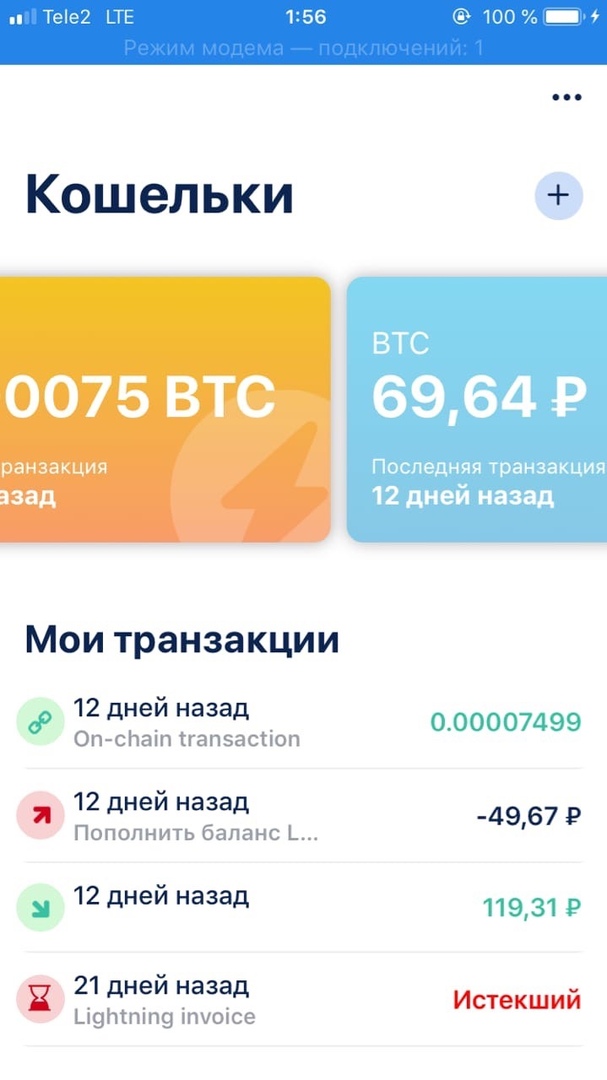 Tele2 LTE 1:56 100 %
Режим модема — подключений: 1
Кошельки
0075 BTC
ранзакция
азад
BTC
69,64 ₽
Последняя транзакция
12 дней назад
Мои транзакции
12 дней назад
On-chain transaction
0.00007499
12 дней назад
Пополнить баланс L...
-49,67 ₽
12 дней назад
119,31 ₽
21 дней назад
Lightning invoice
Истекший